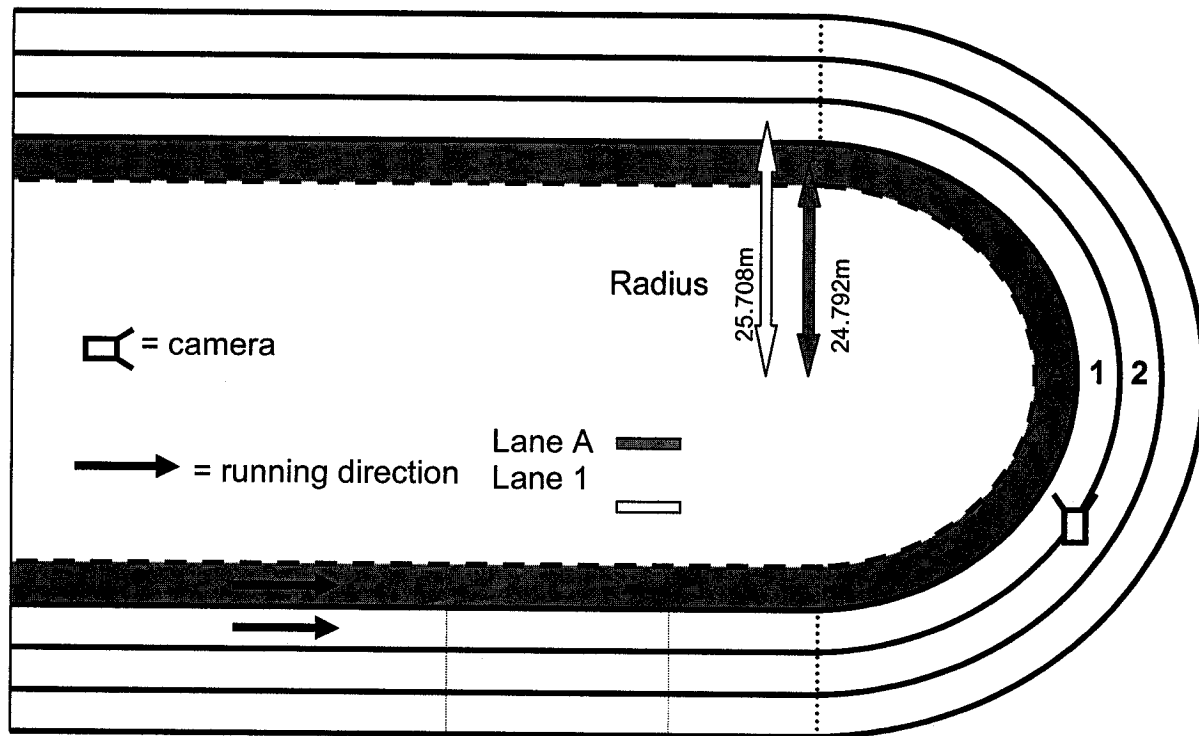 Radius
25.708m
24.792m
= camera
1 2
Lane A
= running direction
Lane 1